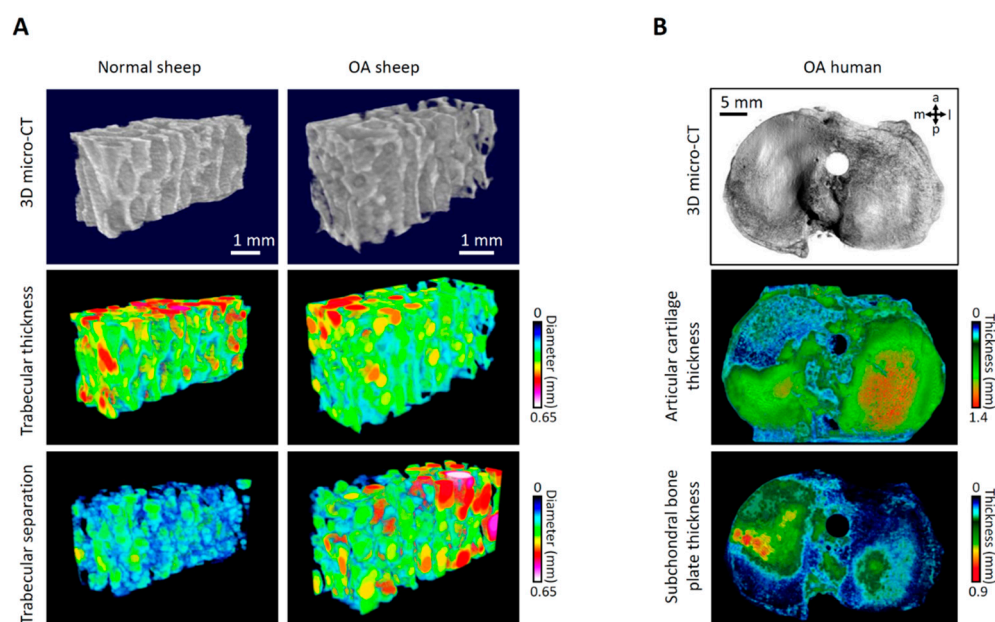 A
B
Normal sheep
OA sheep
OA human
3D micro-CT
1 mm
1 mm
3D micro-CT
5 mm
a
m
l
p
Trabecular thickness
0
Diameter (mm)
0.65
Articular cartilage
thickness
0
Thickness (mm)
1.4
Trabecular separation
0
Diameter (mm)
0.65
Subchondral bone
plate thickness
0
Thickness (mm)
0.9